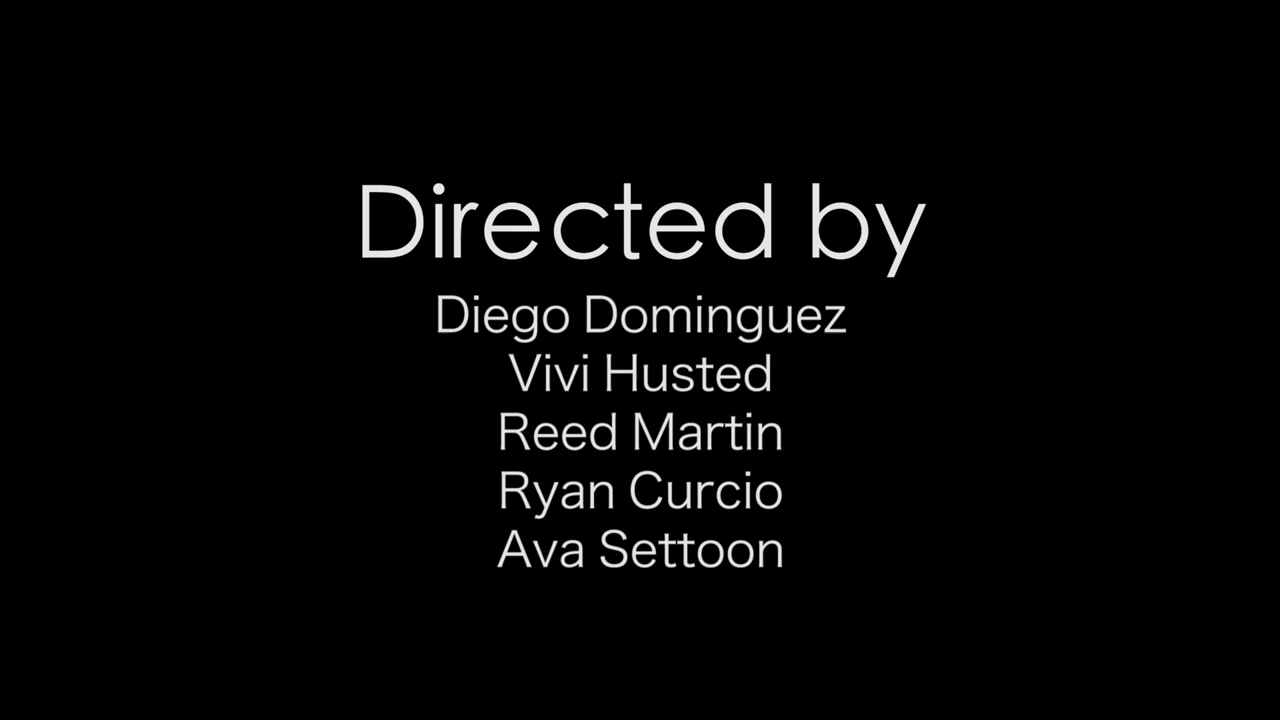 Directed by
Diego Dominguez
Vivi Husted
Reed Martin
Ryan Curcio
Ava Settoon